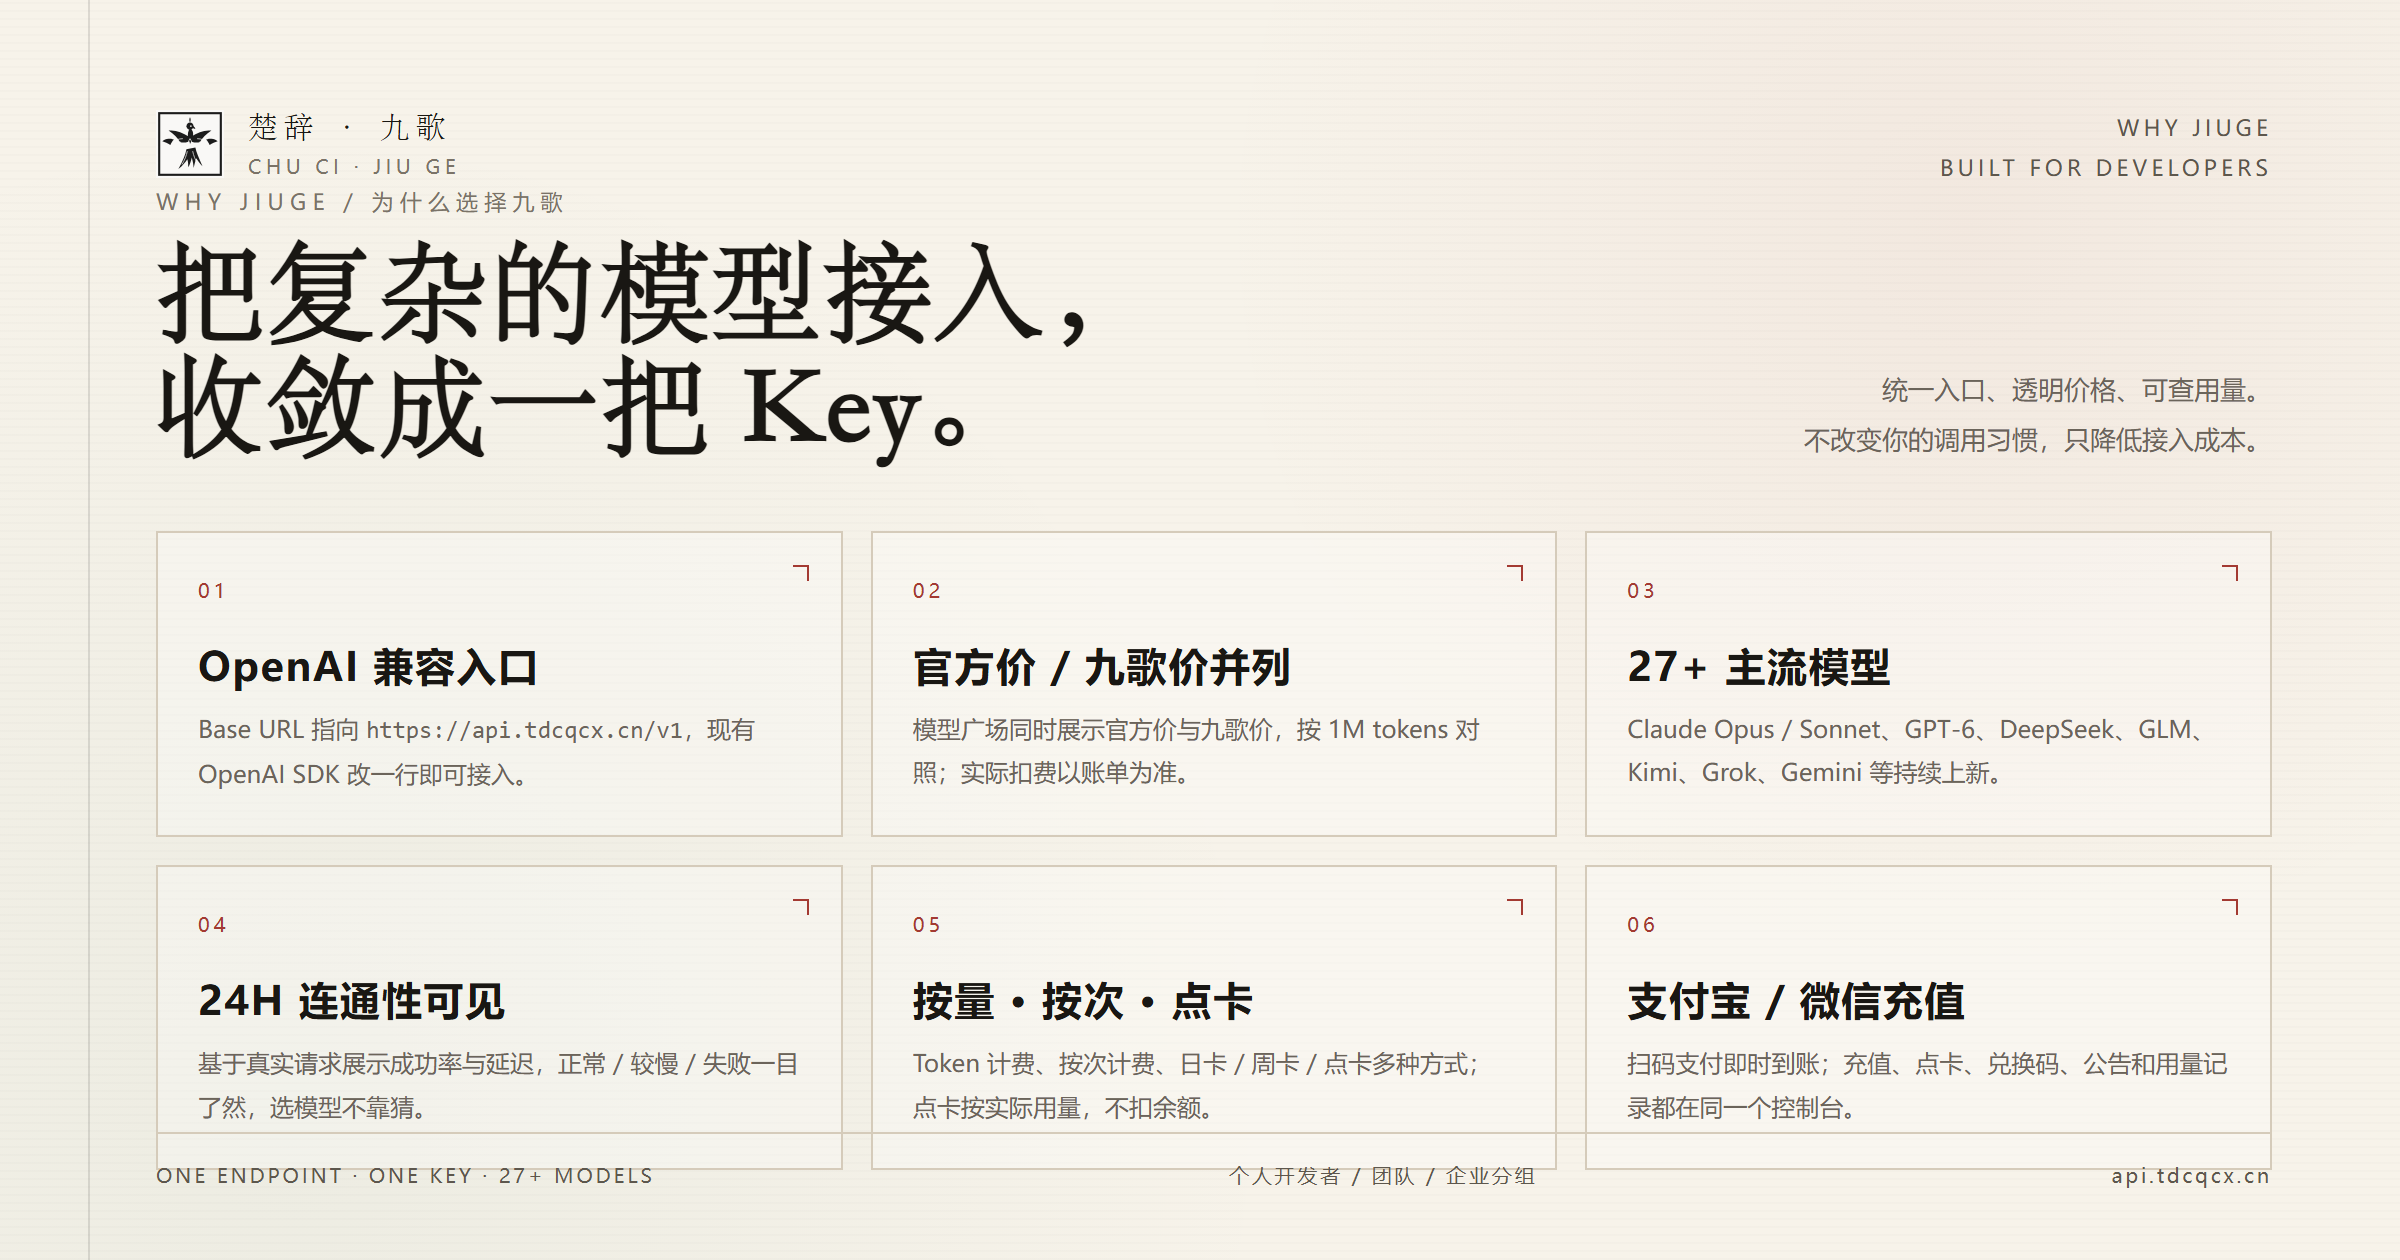 楚辞 · 九歌
CHU CI · JIU GE
WHY JIUGE / 为什么选择九歌
WHY JIUGE
BUILT FOR DEVELOPERS
把复杂的模型接入，
收敛成一把 Key。
统一入口、透明价格、可查用量。
不改变你的调用习惯，只降低接入成本。
01
OpenAI 兼容入口
Base URL 指向 https://api.tdcqcx.cn/v1，现有
OpenAI SDK 改一行即可接入。
02
官方价 / 九歌价并列
模型广场同时展示官方价与九歌价，按 1M tokens 对
照；实际扣费以账单为准。
03
27+ 主流模型
Claude Opus / Sonnet、GPT-6、DeepSeek、GLM、
Kimi、Grok、Gemini 等持续上新。
04
24H 连通性可见
基于真实请求展示成功率与延迟，正常 / 较慢 / 失败一目
了然，选模型不靠猜。
05
按量 · 按次 · 点卡
Token 计费、按次计费、日卡 / 周卡 / 点卡多种方式；
点卡按实际用量，不扣余额。
06
支付宝 / 微信充值
扫码支付即时到账；充值、点卡、兑换码、公告和用量记
录都在同一个控制台。
ONE ENDPOINT · ONE KEY · 27+ MODELS
个人开发者 / 团队 / 企业分组
api.tdcqcx.cn